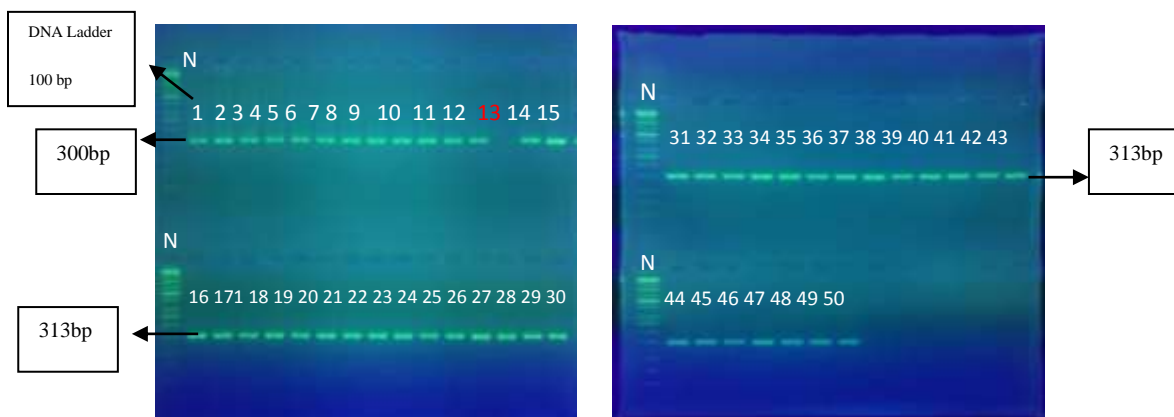 DNA Ladder
100 bp
N
1 2 3 4 5 6 7 8 9 10 11 12 13 14 15
300bp
N
16 171 18 19 20 21 22 23 24 25 26 27 28 29 30
313bp
N
31 32 33 34 35 36 37 38 39 40 41 42 43
313bp
N
44 45 46 47 48 49 50